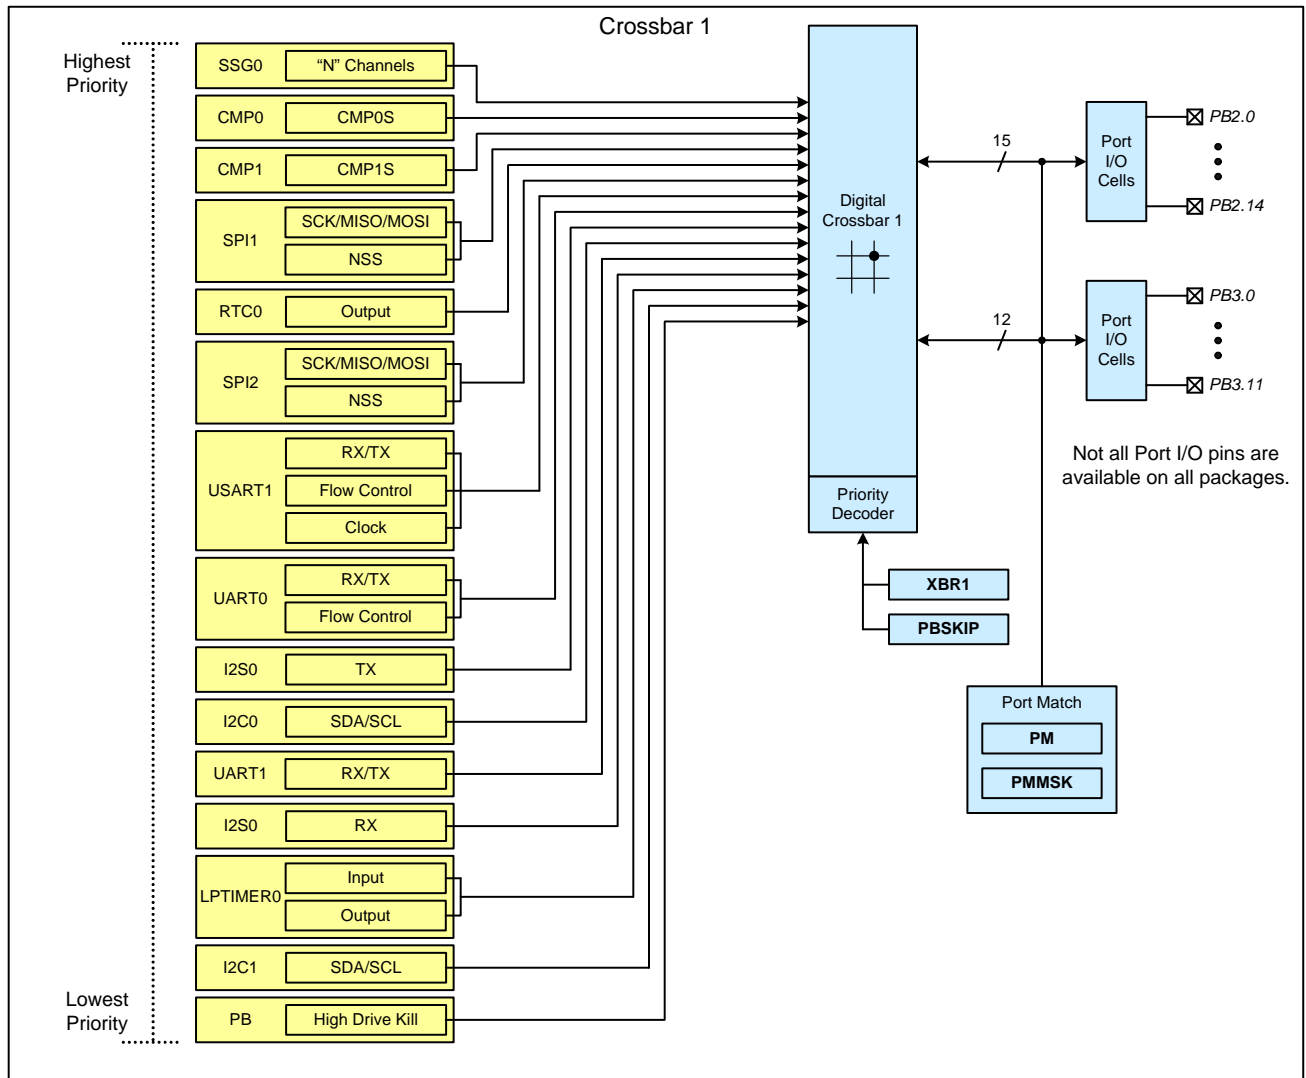 Crossbar 1
Highest
Priority
SSG0
“N” Channels
CMP0
CMP0S
CMP1
CMP1S
SPI1
SCK/MISO/MOSI
NSS
RTC0
Output
SPI2
SCK/MISO/MOSI
NSS
USART1
RX/TX
Flow Control
Clock
UART0
RX/TX
Flow Control
I2S0
TX
I2C0
SDA/SCL
UART1
RX/TX
I2S0
RX
LPTIMER0
Input
Output
I2C1
SDA/SCL
PB
High Drive Kill
Lowest
Priority
Digital
Crossbar 1
Priority
Decoder
XBR1
PBSKIP
15
Port
I/O
Cells
PB2.0
PB2.14
12
Port
I/O
Cells
PB3.0
PB3.11
Not all Port I/O pins are
available on all packages.
Port Match
PM
PMMSK